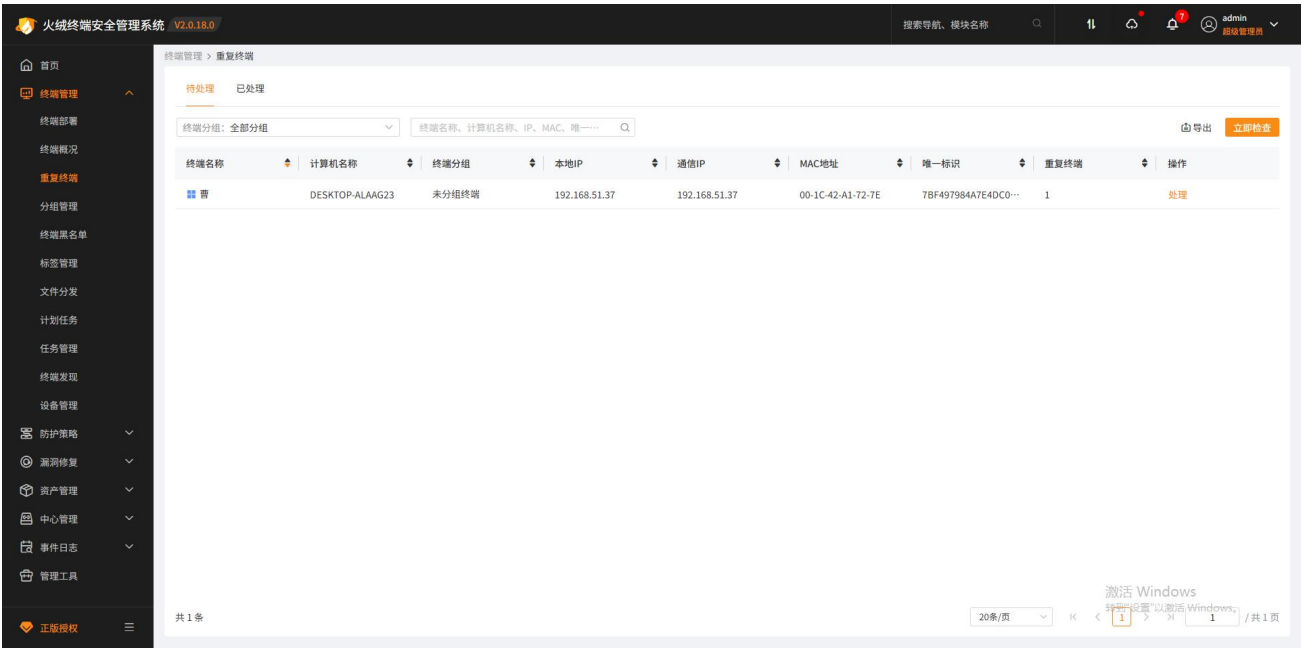 火绒终端安全管理系统 V2.0.18.0 搜索导航、模块名称 7 admin
超级管理员
首页
终端管理
终端部署
终端概况
重复终端
分组管理
终端黑名单
标签管理
文件分发
计划任务
任务管理
终端发现
设备管理
防护策略
漏洞修复
资产管理
中心管理
事件日志
管理工具
正版授权
终端管理 > 重复终端
待处理 已处理
终端分组: 全部分组 终端名称、计算机名称、IP、MAC、唯一… 导出 立即检查
终端名称 计算机名称 终端分组 本地IP 通信IP MAC地址 唯一标识 重复终端 操作
曹 DESKTOP-ALAAG23 未分组终端 192.168.51.37 192.168.51.37 00-1C-42-A1-72-7E 7BF497984A7E4DC0… 1 处理
激活 Windows
转到"设置"以激活 Windows。
共 1 条 20条/页 1 1 / 共 1 页